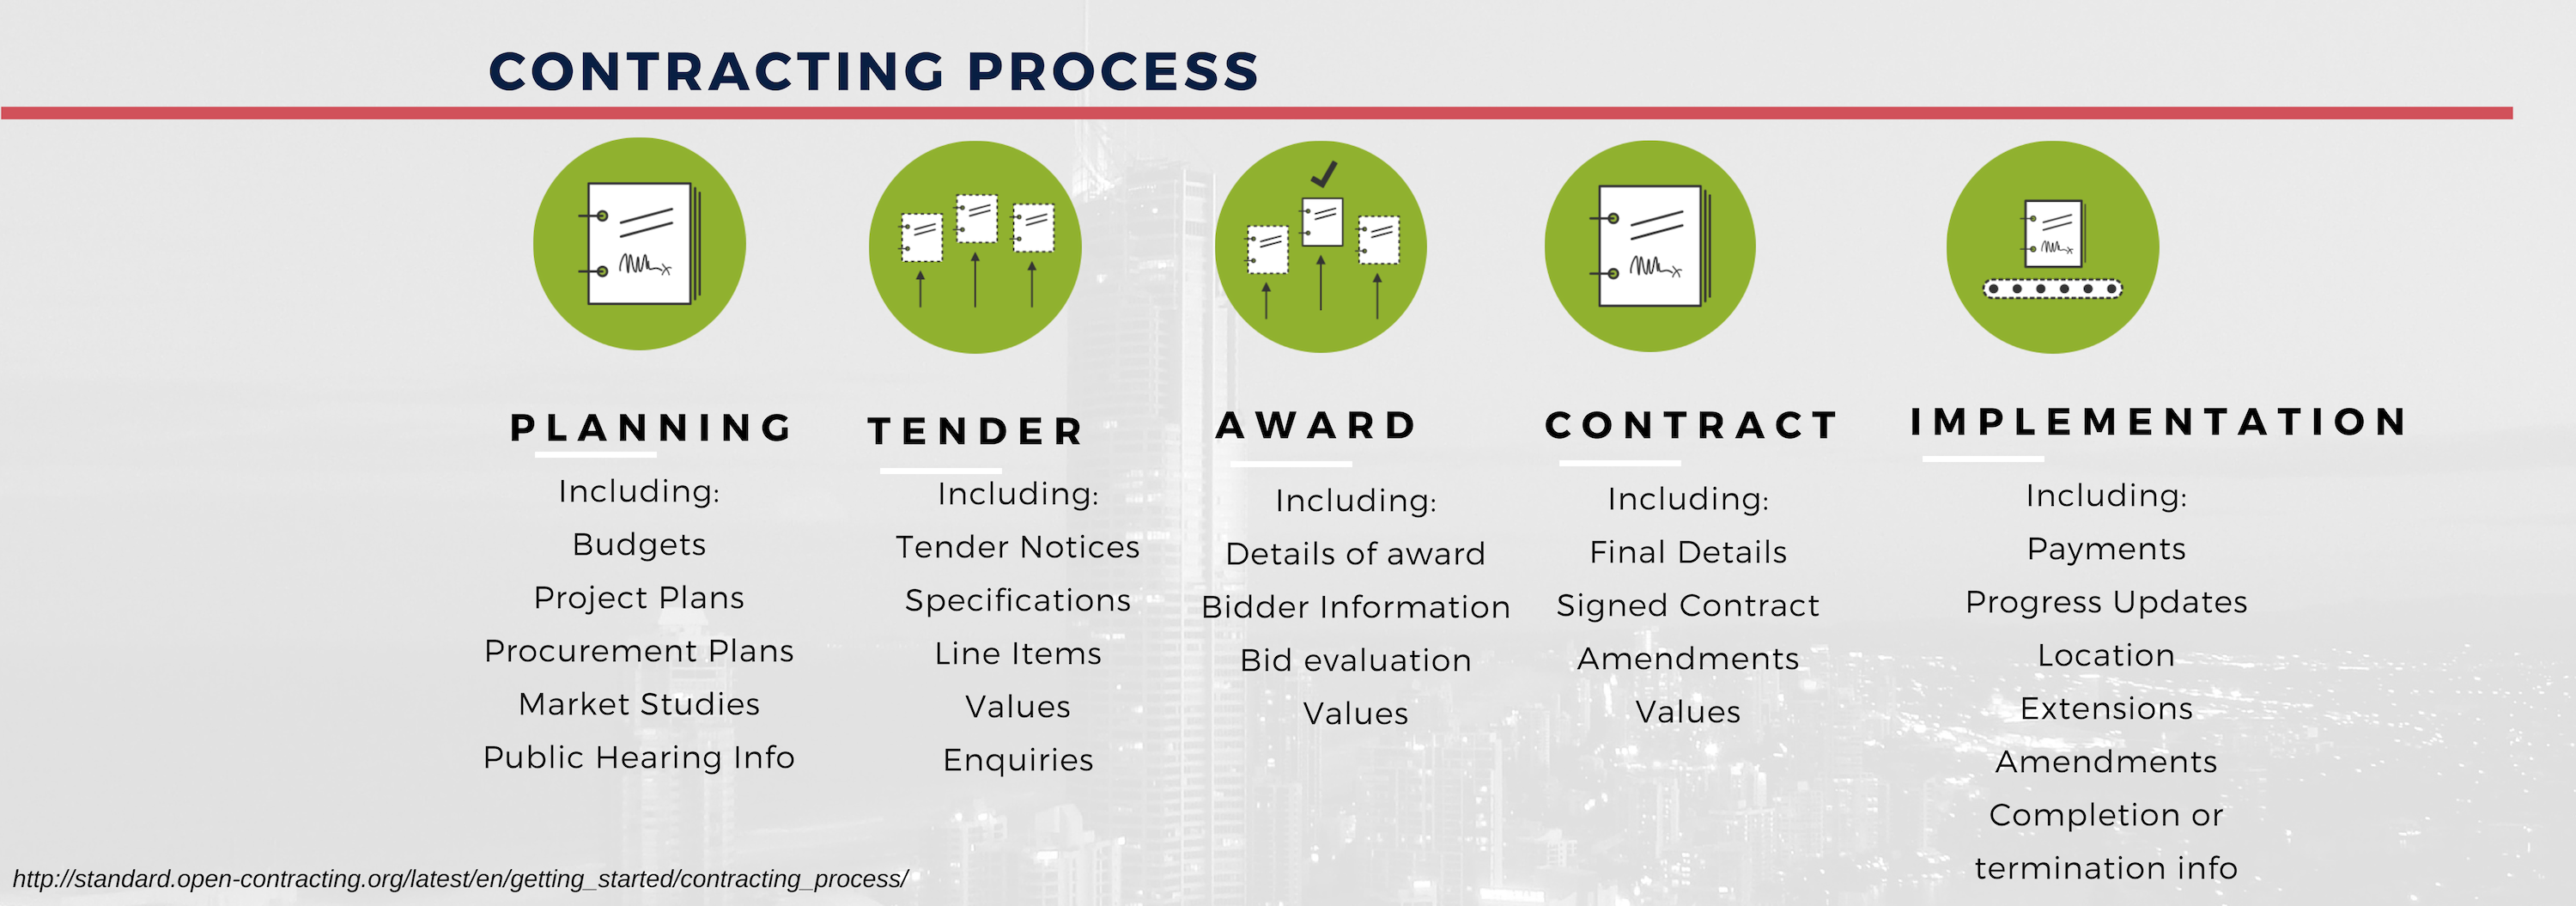 CONTRACTING PROCESS
PLANNING
Including:
Budgets
Project Plans
Procurement Plans
Market Studies
Public Hearing Info
TENDER
Including:
Tender Notices
Specifications
Line Items
Values
Enquiries
AWARD
Including:
Details of award
Bidder Information
Bid evaluation
Values
CONTRACT
Including:
Final Details
Signed Contract
Amendments
Values
IMPLEMENTATION
Including:
Payments
Progress Updates
Location
Extensions
Amendments
Completion or
termination info
http://standard.open-contracting.org/latest/en/getting_started/contracting_process/